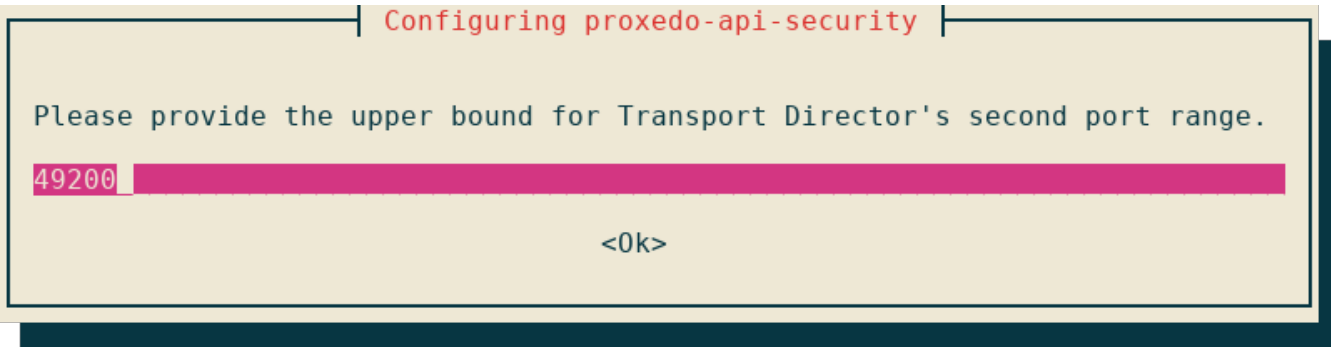 Configuring proxedo-api-security
Please provide the upper bound for Transport Director's second port range.
49200
<Ok>